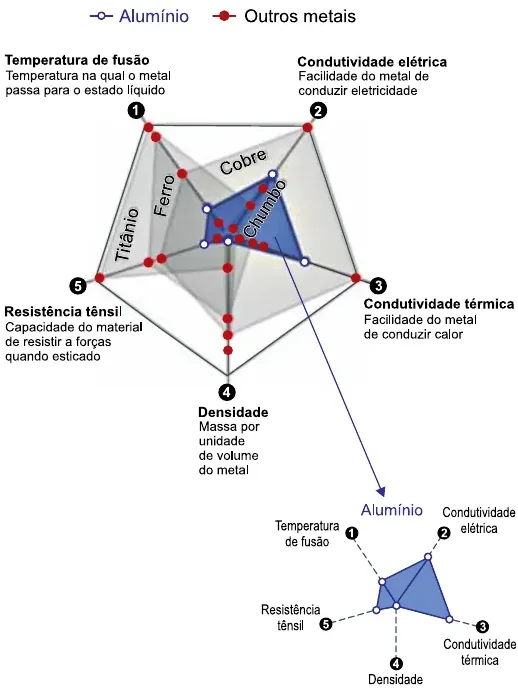 Alumínio
Outros metais
Temperatura de fusão
Temperatura na qual o metal
passa para o estado líquido
1
Condutividade elétrica
Facilidade do metal de
conduzir eletricidade
2
Cobre
Chumbo
Ferro
Titânio
5
Resistência tênsil
Capacidade do material
de resistir a forças
quando esticado
3
Condutividade térmica
Facilidade do metal
de conduzir calor
4
Densidade
Massa por
unidade
de volume
do metal
Alumínio
Temperatura
de fusão
1
Condutividade
elétrica
2
Resistência
tênsil
5
3
Condutividade
térmica
4
Densidade